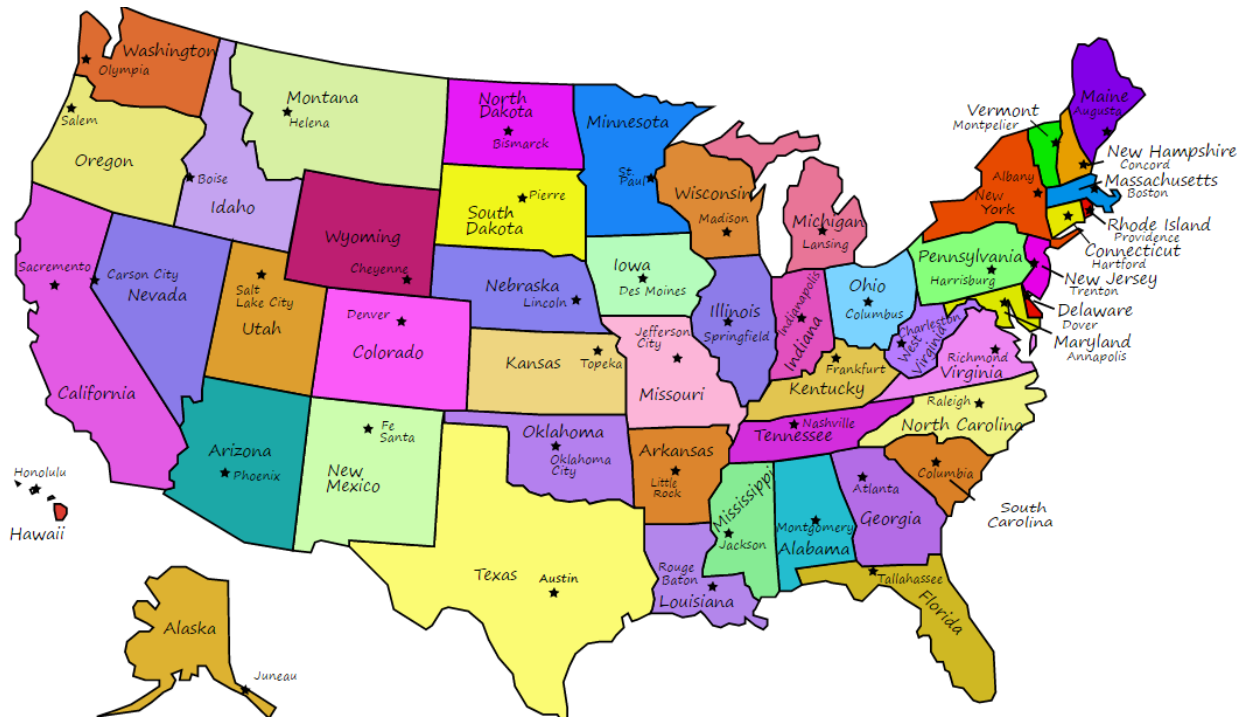 Washington
Olympia
Salem
Oregon
Boise
Idaho
Montana
Helena
North
Dakota
Bismarck
Minnesota
St.
Paul
Wisconsin
Madison
Michigan
Lansing
Vermont
Montpelier
Maine
Augusta
New Hampshire
Concord
Massachusetts
Boston
Albany
New
York
Rhode Island
Providence
Connecticut
Hartford
Pennsylvania
Harrisburg
New Jersey
Trenton
Delaware
Dover
Maryland
Annapolis
Pierre
South
Dakota
Wyoming
Cheyenne
Sacremento
Carson City
Nevada
Salt
Lake City
Utah
Nebraska
Lincoln
Iowa
Des Moines
Illinois
Springfield
Indianapolis
Indiana
Ohio
Columbus
Charleston
West
Virginia
Richmond
Virginia
Denver
Colorado
Kansas
Topeka
Jefferson
City
Missouri
Frankfurt
Kentucky
California
Raleigh
North Carolina
Nashville
Tennessee
Arizona
Phoenix
Fe
Santa
New
Mexico
Oklahoma
Oklahoma
City
Arkansas
Little
Rock
Mississippi
Jackson
Montgomery
Alabama
Atlanta
Georgia
Columbia
South
Carolina
Honolulu
Hawaii
Texas
Austin
Rouge
Baton
Louisiana
Tallahassee
Florida
Alaska
Juneau